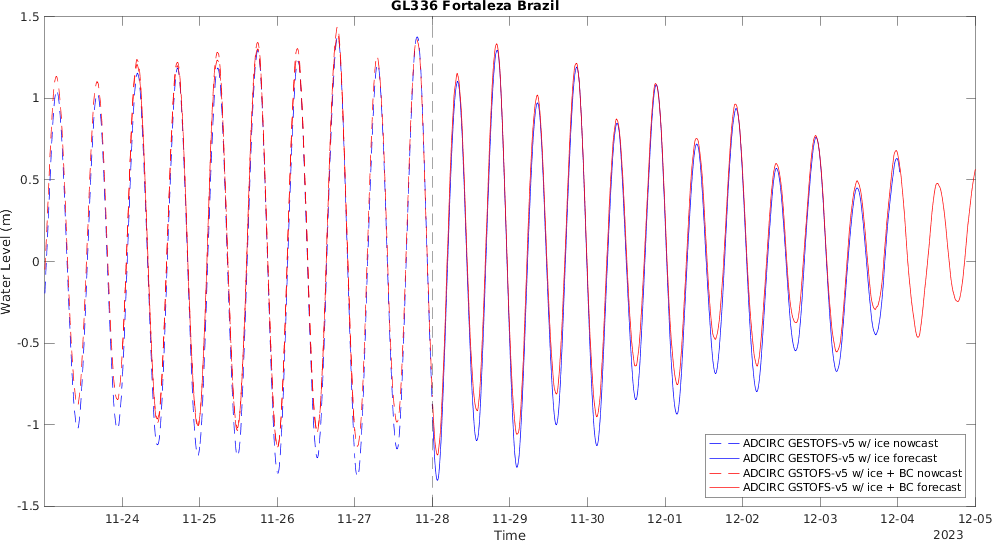 GL336 Fortaleza Brazil
1.5
1
0.5
0
-0.5
-1
-1.5
Water Level (m)
11-24 11-25 11-26 11-27 11-28 11-29 11-30 12-01 12-02 12-03 12-04 12-05
Time
2023
ADCIRC GESTOFS-v5 w/ ice nowcast
ADCIRC GESTOFS-v5 w/ ice forecast
ADCIRC GSTOFS-v5 w/ ice + BC nowcast
ADCIRC GSTOFS-v5 w/ ice + BC forecast